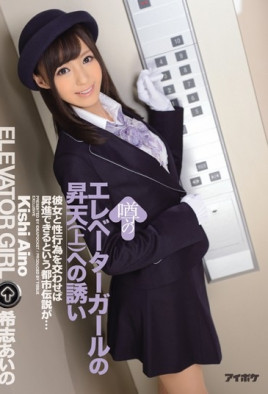 噂の
エレベーターガールの
昇天(上)への誘い
彼女と性行為を交わせば
昇進できるという都市伝説が…
ELEVATOR GIRL
Kishi Aino
希志あいの
アイポケ